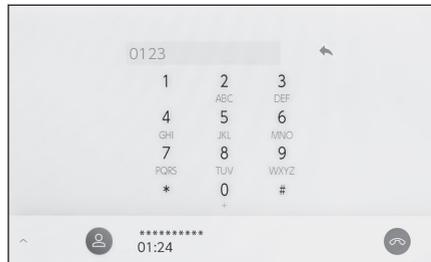 0123
1 2 3
ABC DEF
4 5 6
GHI JKL MNO
7 8 9
PQRS TUV WXYZ
* 0 #
+
**********
01:24